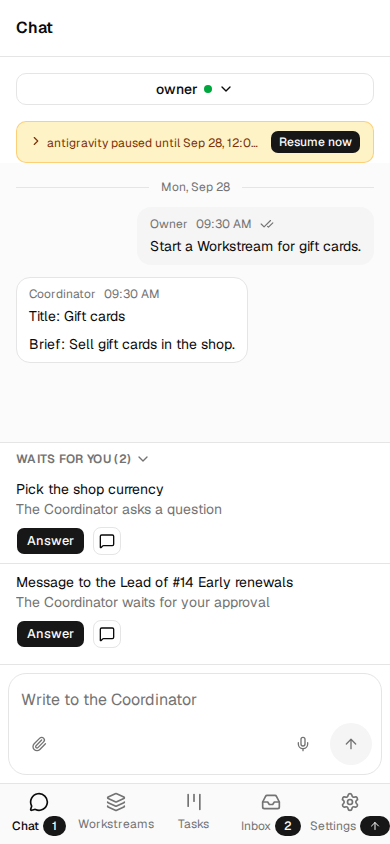 Chat
owner
antigravity paused until Sep 28, 12:0...
Resume now
Mon, Sep 28
Owner 09:30 AM
Start a Workstream for gift cards.
Coordinator 09:30 AM
Title: Gift cards
Brief: Sell gift cards in the shop.
WAITS FOR YOU (2)
Pick the shop currency
The Coordinator asks a question
Answer
Message to the Lead of #14 Early renewals
The Coordinator waits for your approval
Answer
Write to the Coordinator
Chat 1
Workstreams
Tasks
Inbox 2
Settings